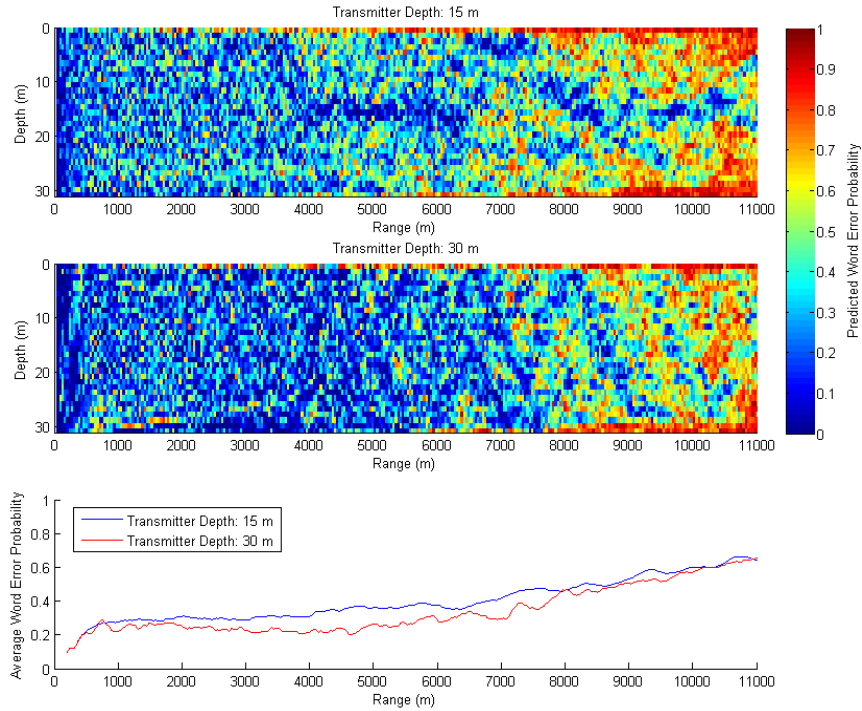 Transmitter Depth: 15 m
0
10
20
30
Depth (m)
0 1000 2000 3000 4000 5000 6000 7000 8000 9000 10000 11000
Range (m)
Transmitter Depth: 30 m
0
10
20
30
Depth (m)
0 1000 2000 3000 4000 5000 6000 7000 8000 9000 10000 11000
Range (m)
1
0.9
0.8
0.7
0.6
0.5
0.4
0.3
0.2
0.1
0
Predicted Word Error Probability
1
0.8
0.6
0.4
0.2
0
Average Word Error Probability
Transmitter Depth: 15 m
Transmitter Depth: 30 m
0 1000 2000 3000 4000 5000 6000 7000 8000 9000 10000 11000
Range (m)